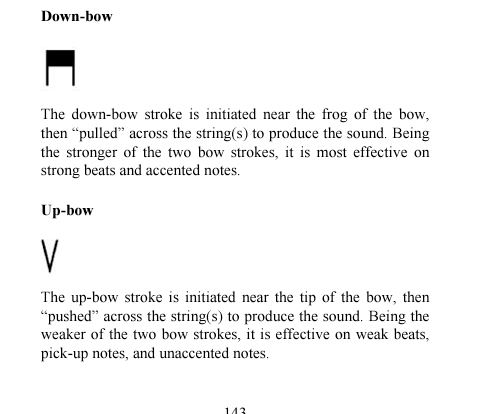 Down-bow
The down-bow stroke is initiated near the frog of the bow,
then “pulled” across the string(s) to produce the sound. Being
the stronger of the two bow strokes, it is most effective on
strong beats and accented notes.
Up-bow
V
The up-bow stroke is initiated near the tip of the bow, then
“pushed” across the string(s) to produce the sound. Being the
weaker of the two bow strokes, it is effective on weak beats,
pick-up notes, and unaccented notes.
143